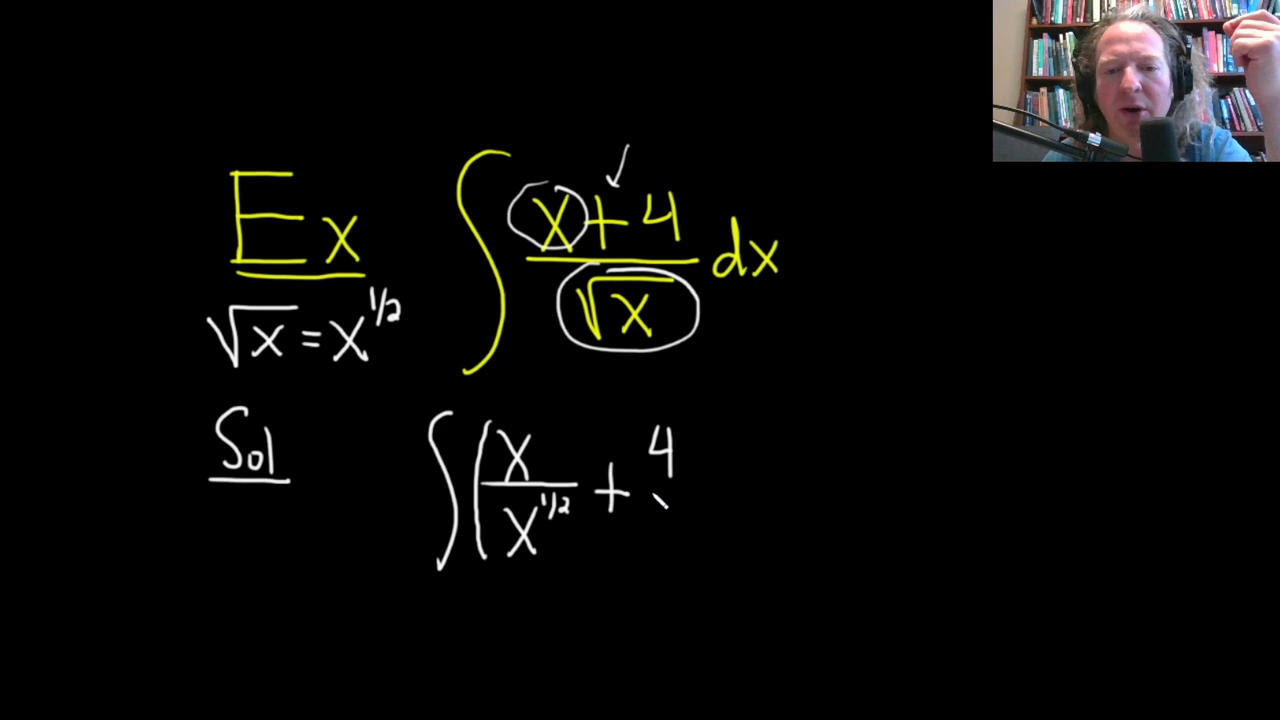 Ex ∫ (x+4)/√x dx
√x = x^1/2
Sol ∫(x/x^1/2 + 4